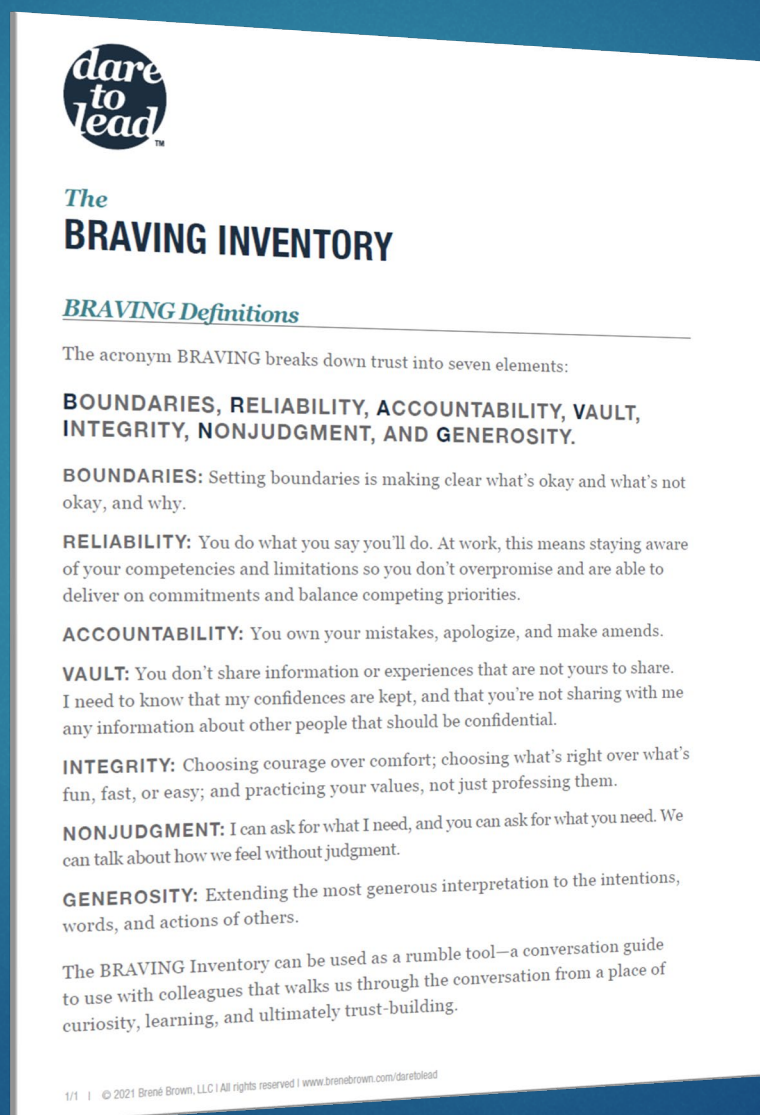 dare
to
lead
TM
The
BRAVING INVENTORY
BRAVING Definitions
The acronym BRAVING breaks down trust into seven elements:
BOUNDARIES, RELIABILITY, ACCOUNTABILITY, VAULT,
INTEGRITY, NONJUDGMENT, AND GENEROSITY.
BOUNDARIES: Setting boundaries is making clear what’s okay and what’s not
okay, and why.
RELIABILITY: You do what you say you’ll do. At work, this means staying aware
of your competencies and limitations so you don’t overpromise and are able to
deliver on commitments and balance competing priorities.
ACCOUNTABILITY: You own your mistakes, apologize, and make amends.
VAULT: You don’t share information or experiences that are not yours to share.
I need to know that my confidences are kept, and that you’re not sharing with me
any information about other people that should be confidential.
INTEGRITY: Choosing courage over comfort; choosing what’s right over what’s
fun, fast, or easy; and practicing your values, not just professing them.
NONJUDGMENT: I can ask for what I need, and you can ask for what you need. We
can talk about how we feel without judgment.
GENEROSITY: Extending the most generous interpretation to the intentions,
words, and actions of others.
The BRAVING Inventory can be used as a rumble tool—a conversation guide
to use with colleagues that walks us through the conversation from a place of
curiosity, learning, and ultimately trust-building.
1/1 | © 2021 Brené Brown, LLC | All rights reserved | www.brenebrown.com/daretolead